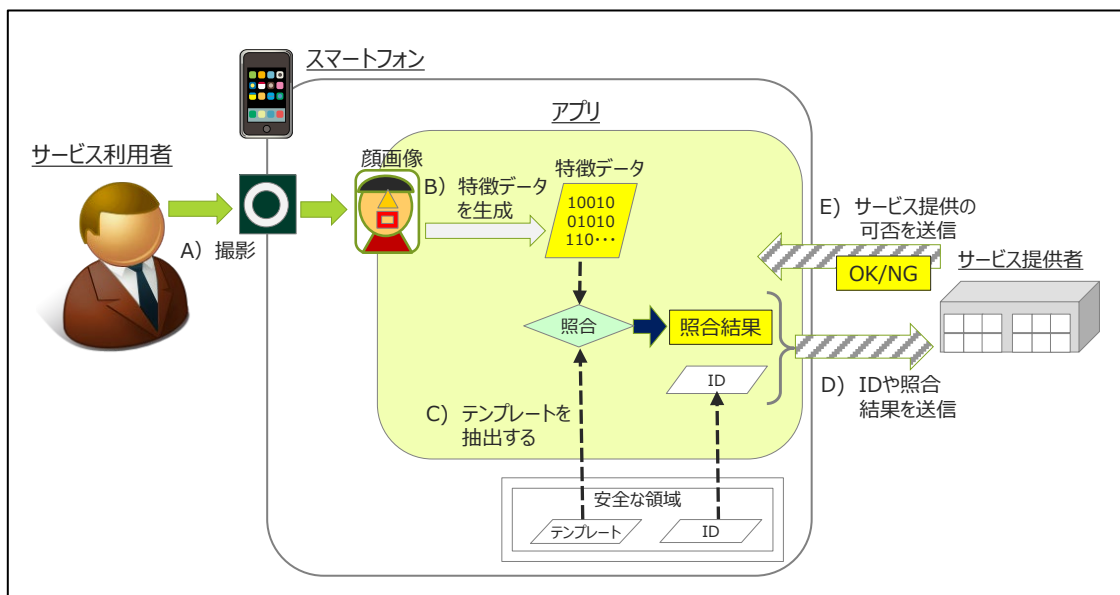 スマートフォン
アプリ
サービス利用者
顔画像
特徴データ
B) 特徴データ
を生成
10010
01010
110･･･
A) 撮影
E) サービス提供の
可否を送信
OK/NG
サービス提供者
照合
照合結果
ID
D) IDや照合
結果を送信
C) テンプレートを
抽出する
安全な領域
テンプレート
ID